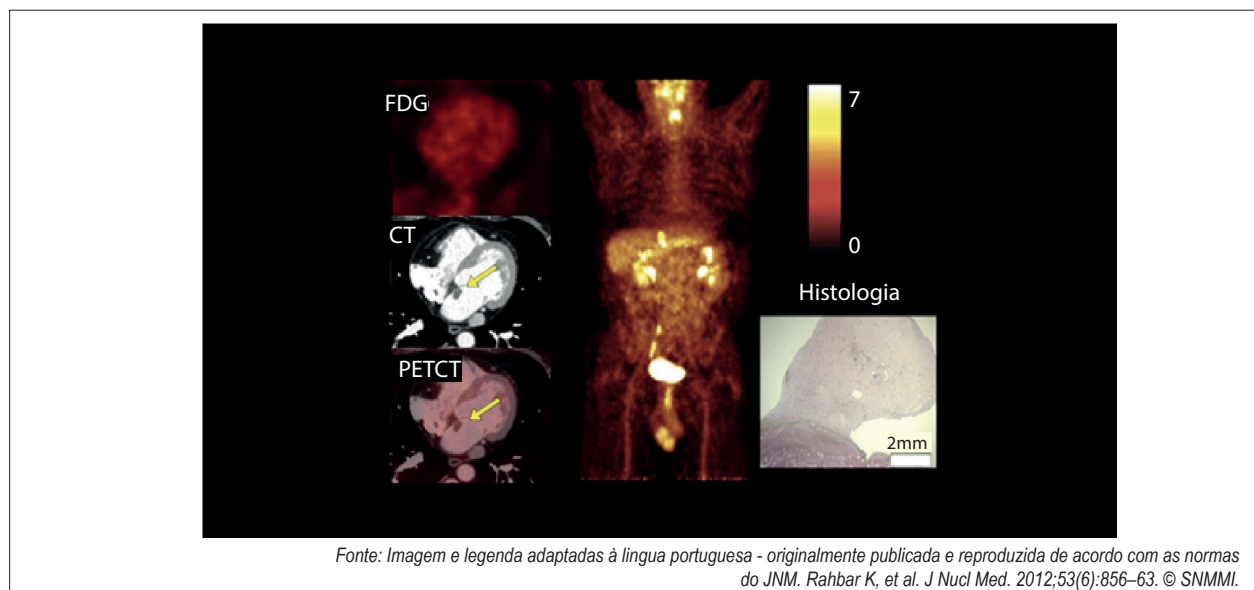 FDG
7
CT
0
Histologia
PETCT
2mm
Fonte: Imagem e legenda adaptadas à lingua portuguesa - originalmente publicada e reproduzida de acordo com as normas
do JNM. Rahbar K, et al. J Nucl Med. 2012;53(6):856–63. © SNMMI.